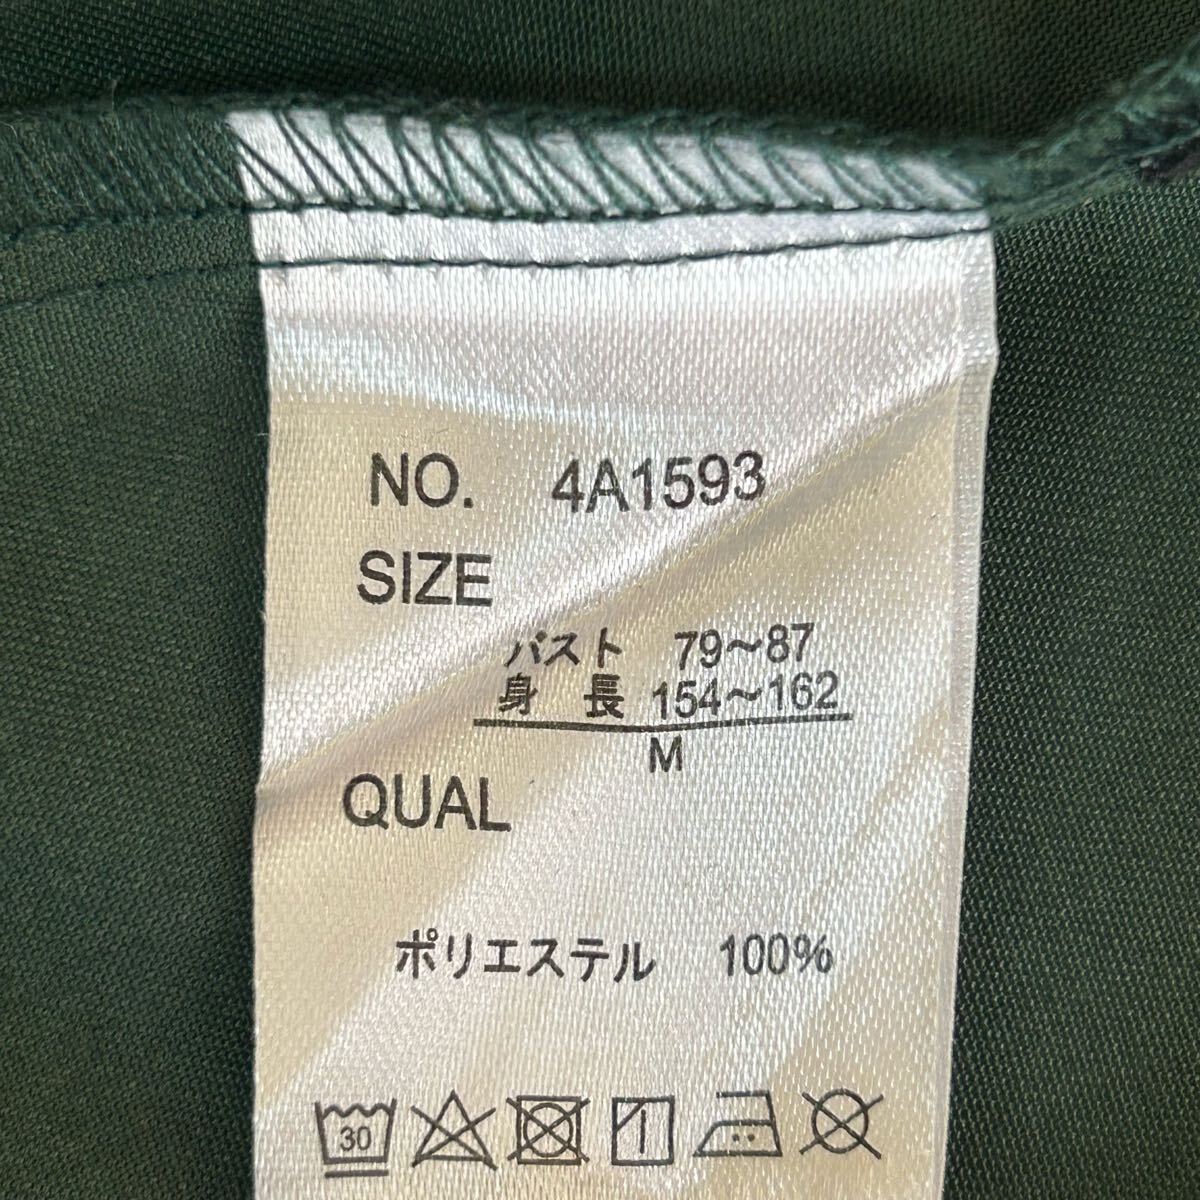 NO. 4A1593
SIZE
バスト 79～87
身 長 154～162
M
QUAL
ポリエステル 100%
30